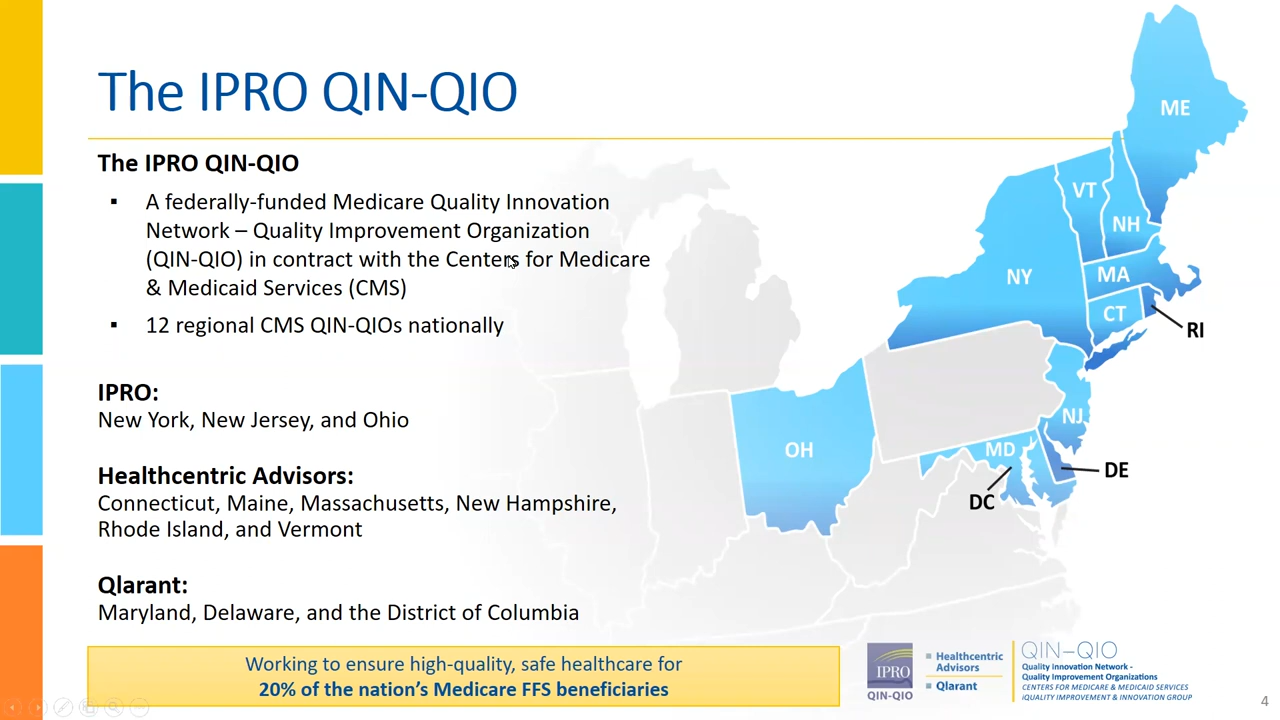 The IPRO QIN-QIO
The IPRO QIN-QIO
▪ A federally-funded Medicare Quality Innovation
Network – Quality Improvement Organization
(QIN-QIO) in contract with the Centers for Medicare
& Medicaid Services (CMS)
▪ 12 regional CMS QIN-QIOs nationally
IPRO:
New York, New Jersey, and Ohio
Healthcentric Advisors:
Connecticut, Maine, Massachusetts, New Hampshire,
Rhode Island, and Vermont
Qlarant:
Maryland, Delaware, and the District of Columbia
Working to ensure high-quality, safe healthcare for
20% of the nation's Medicare FFS beneficiaries
ME
VT
NH
NY
MA
CT
RI
NJ
OH
MD
DE
DC
IPRO
QIN-QIO
▪ Healthcentric
Advisors
▪ Qlarant
QIN–QIO
Quality Innovation Network -
Quality Improvement Organizations
CENTERS FOR MEDICARE & MEDICAID SERVICES
iQUALITY IMPROVEMENT & INNOVATION GROUP
4